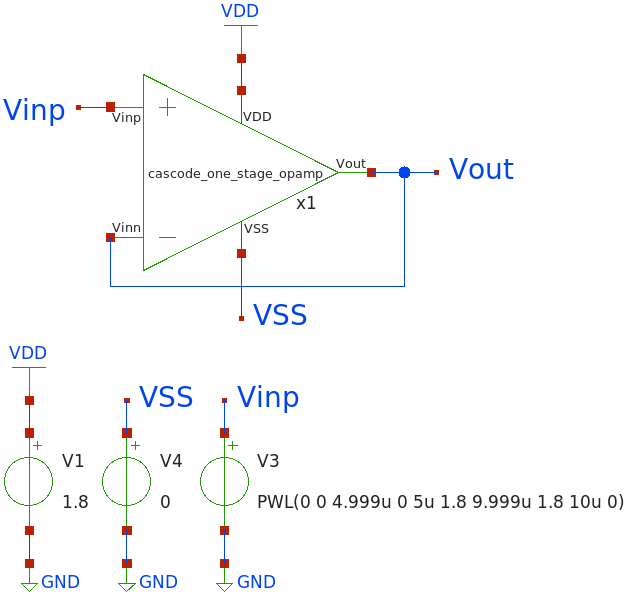 VDD
Vinp
Vinp
VDD
Vout
Vout
cascode_one_stage_opamp
x1
Vinn
VSS
VSS
VDD
VSS
Vinp
V1
V4
V3
1.8
0
PWL(0 0 4.999u 0 5u 1.8 9.999u 1.8 10u 0)
GND
GND
GND